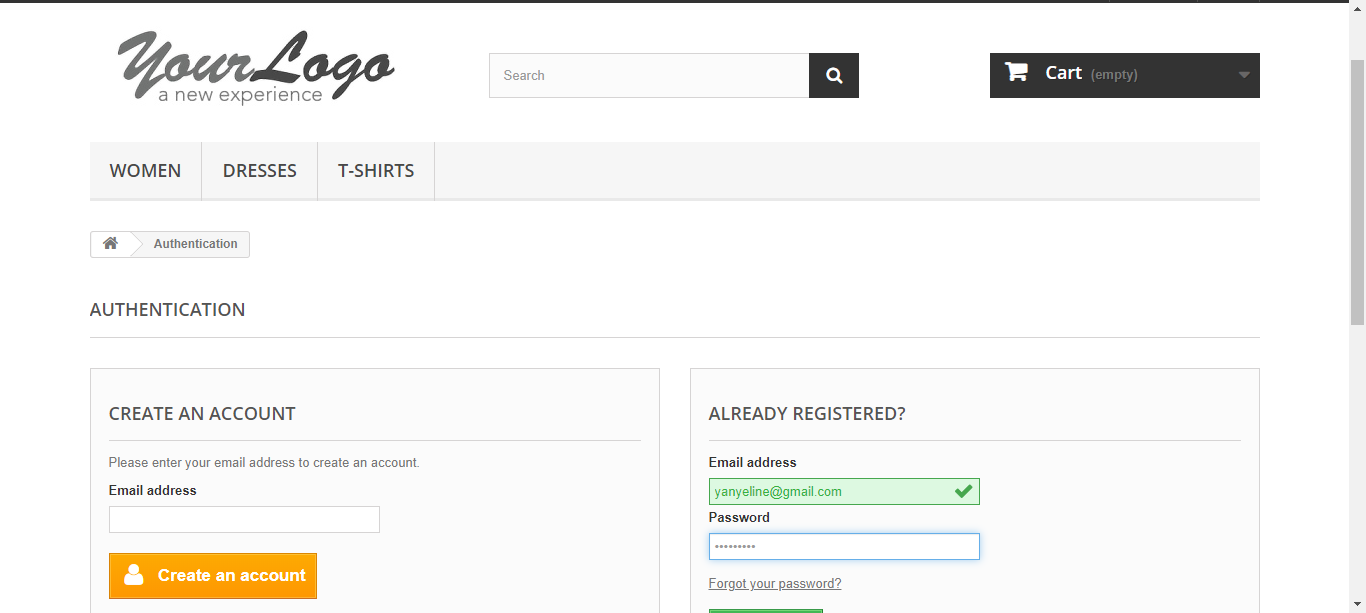 YourLogo
a new experience
Search
Cart (empty)
WOMEN DRESSES T-SHIRTS
Authentication
AUTHENTICATION
CREATE AN ACCOUNT
Please enter your email address to create an account.
Email address
Create an account
ALREADY REGISTERED?
Email address
yanyeline@gmail.com
Password
•••••••••
Forgot your password?